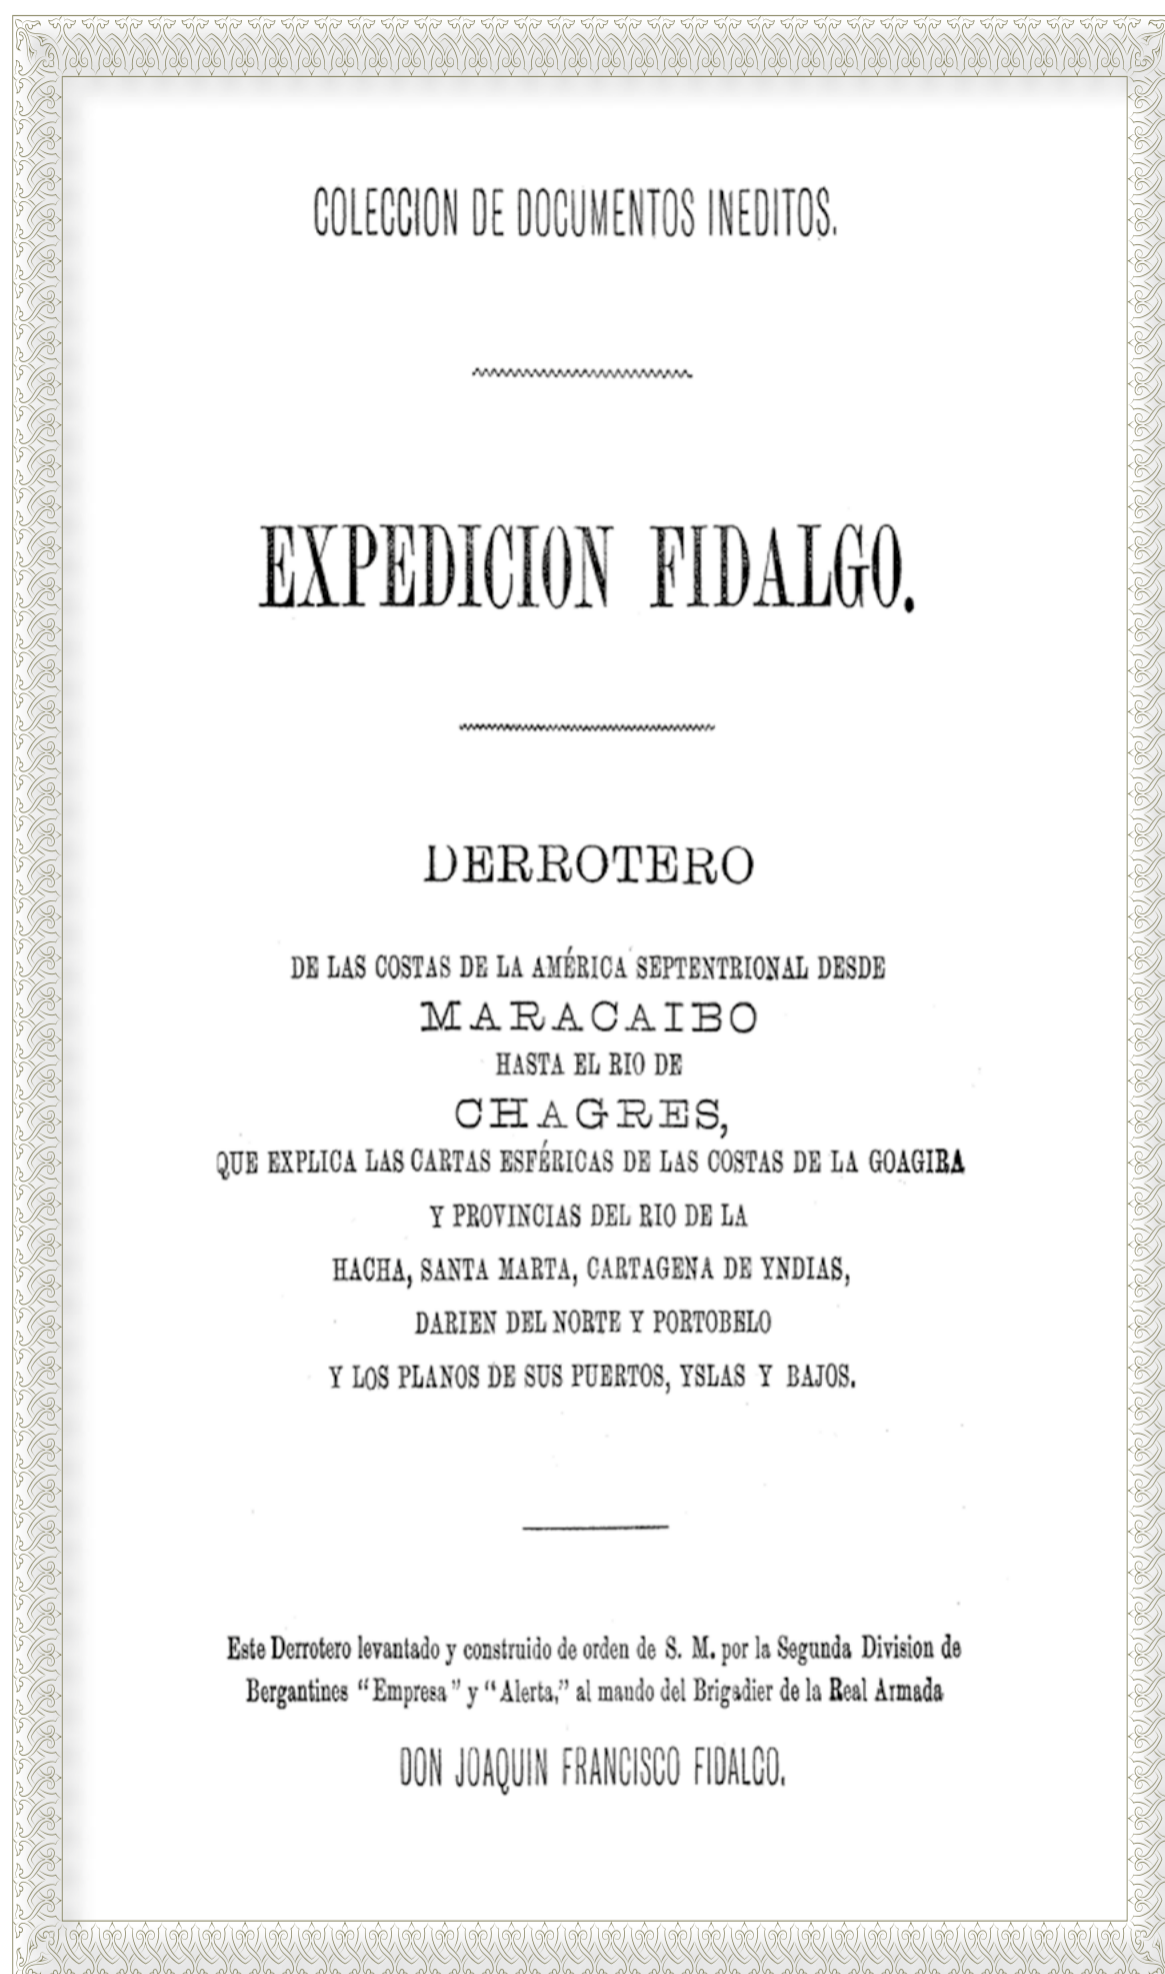 COLECCION DE DOCUMENTOS INEDITOS.
EXPEDICION FIDALGO.
DERROTERO
DE LAS COSTAS DE LA AMÉRICA SEPTENTRIONAL DESDE
MARACAIBO
HASTA EL RIO DE
CHAGRES,
QUE EXPLICA LAS CARTAS ESFÉRICAS DE LAS COSTAS DE LA GOAGIRA
Y PROVINCIAS DEL RIO DE LA
HACHA, SANTA MARTA, CARTAGENA DE YNDIAS,
DARIEN DEL NORTE Y PORTOBELO
Y LOS PLANOS DE SUS PUERTOS, YSLAS Y BAJOS.
Este Derrotero levantado y construido de orden de S. M. por la Segunda Division de
Bergantines “Empresa” y “Alerta,” al mando del Brigadier de la Real Armada
DON JOAQUIN FRANCISCO FIDALGO.